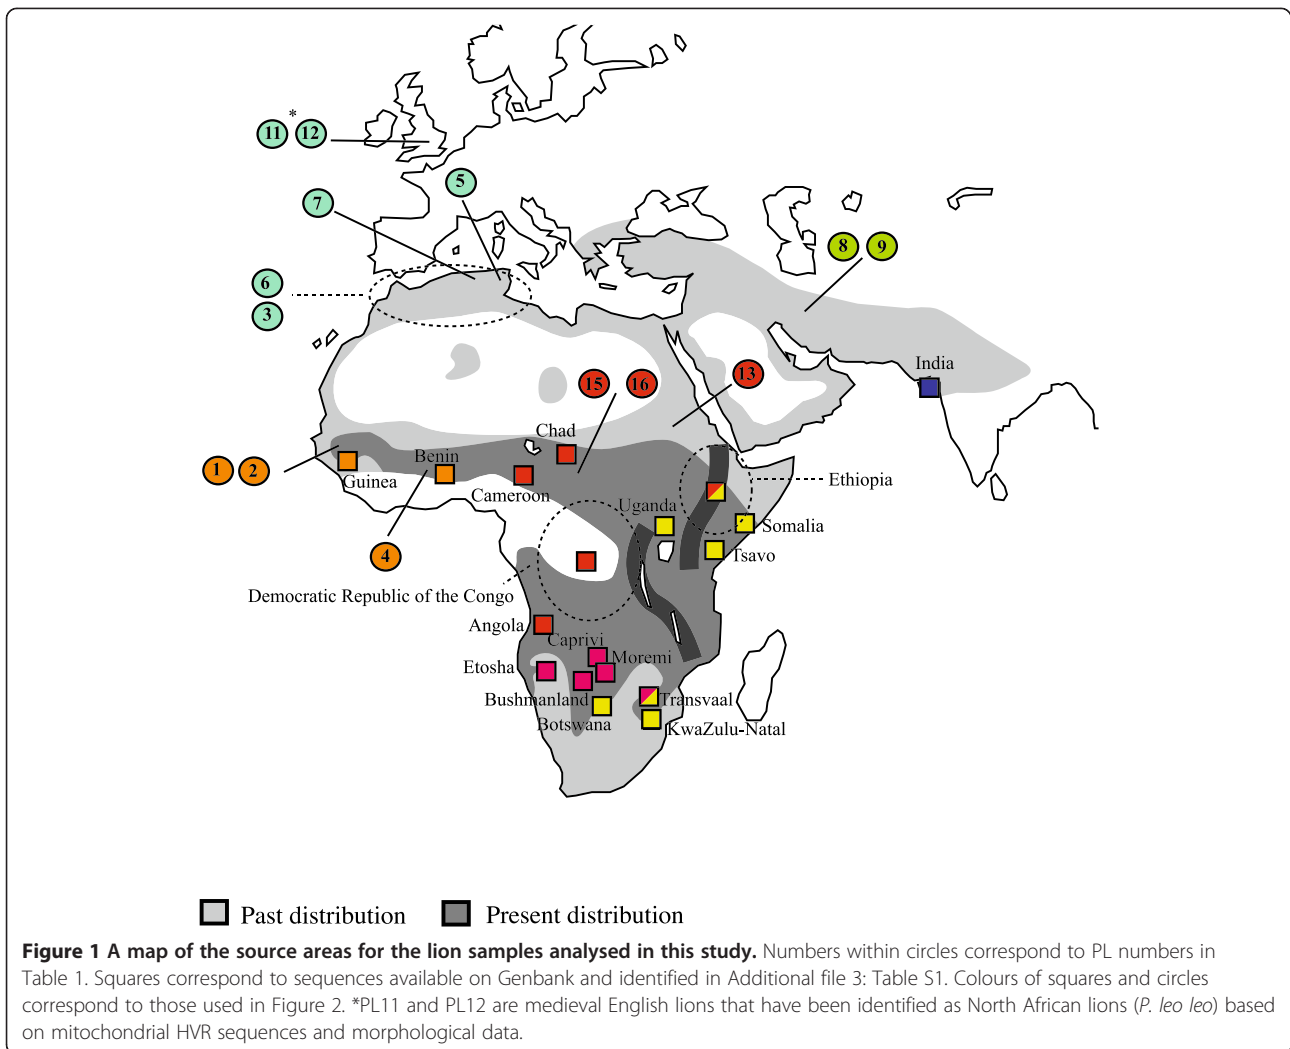 *
11 12
5
7
8 9
6
3
India
15 16
13
Chad
Benin
1 2
Guinea
Cameroon
Ethiopia
Uganda
Somalia
4
Tsavo
Democratic Republic of the Congo
Angola
Caprivi
Moremi
Etosha
Bushmanland
Transvaal
Botswana
KwaZulu-Natal
Past distribution Present distribution
Figure 1 A map of the source areas for the lion samples analysed in this study. Numbers within circles correspond to PL numbers in
Table 1. Squares correspond to sequences available on Genbank and identified in Additional file 3: Table S1. Colours of squares and circles
correspond to those used in Figure 2. *PL11 and PL12 are medieval English lions that have been identified as North African lions (P. leo leo) based
on mitochondrial HVR sequences and morphological data.